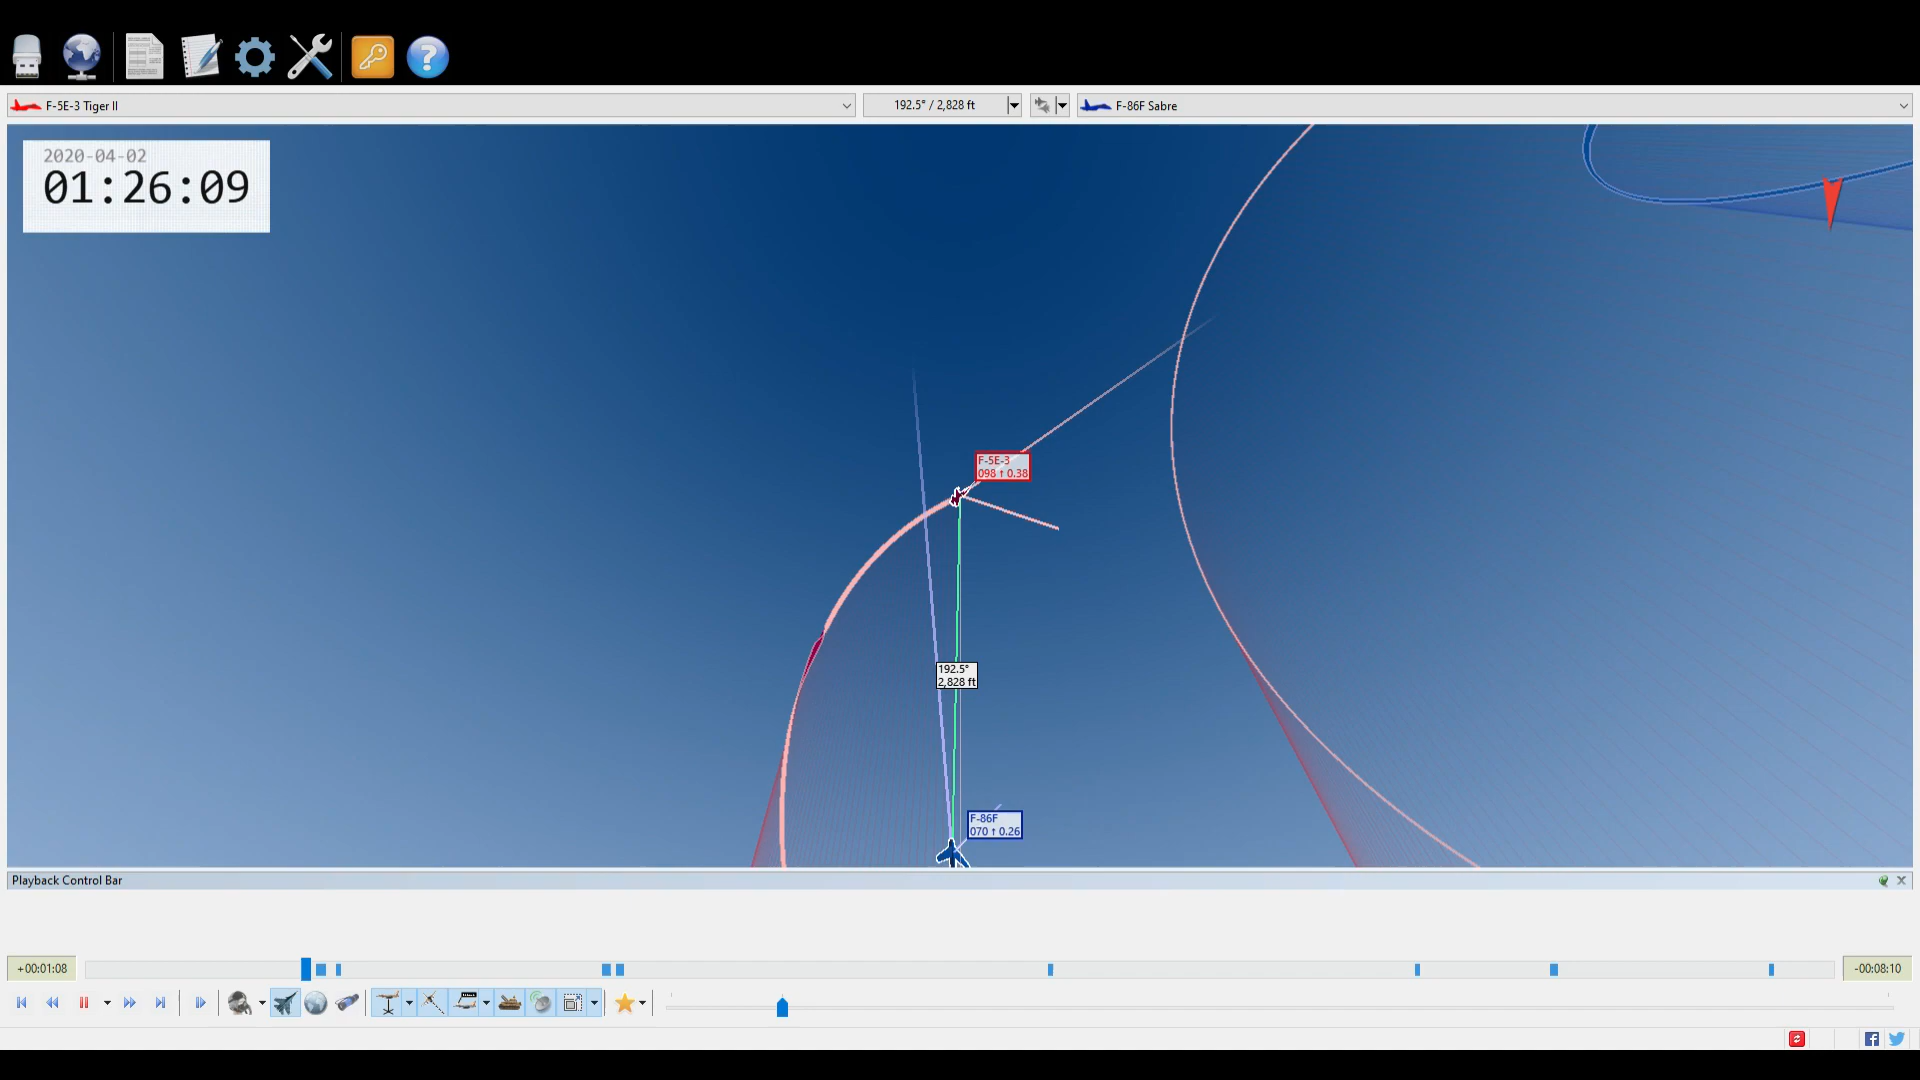 F-5E-3 Tiger II
192.5° / 2,828 ft
F-86F Sabre
2020-04-02
01:26:09
F-5E-3
098 ↑ 0.38
192.5°
2,828 ft
F-86F
070 ↑ 0.26
Playback Control Bar
+00:01:08
-00:08:10